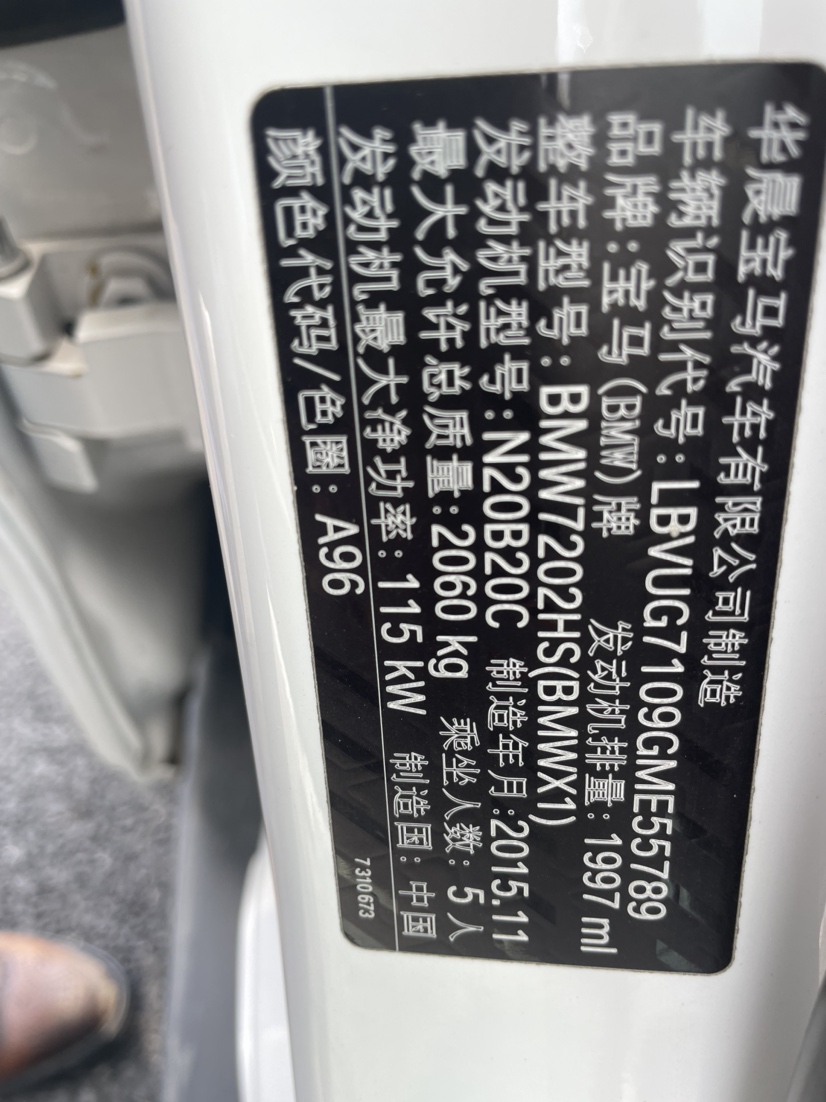 华晨宝马汽车有限公司制造
车辆识别代号:LBVUG7109GME55789
品牌:宝马(BMW)牌 发动机排量:1997 ml
整车型号:BMW7202HS(BMWX1)
发动机型号:N20B20C 制造年月:2015.11
最大允许总质量:2060 kg 乘坐人数:5人
发动机最大净功率:115 kW 制造国:中国
颜色代码/色圈:A96 7310673